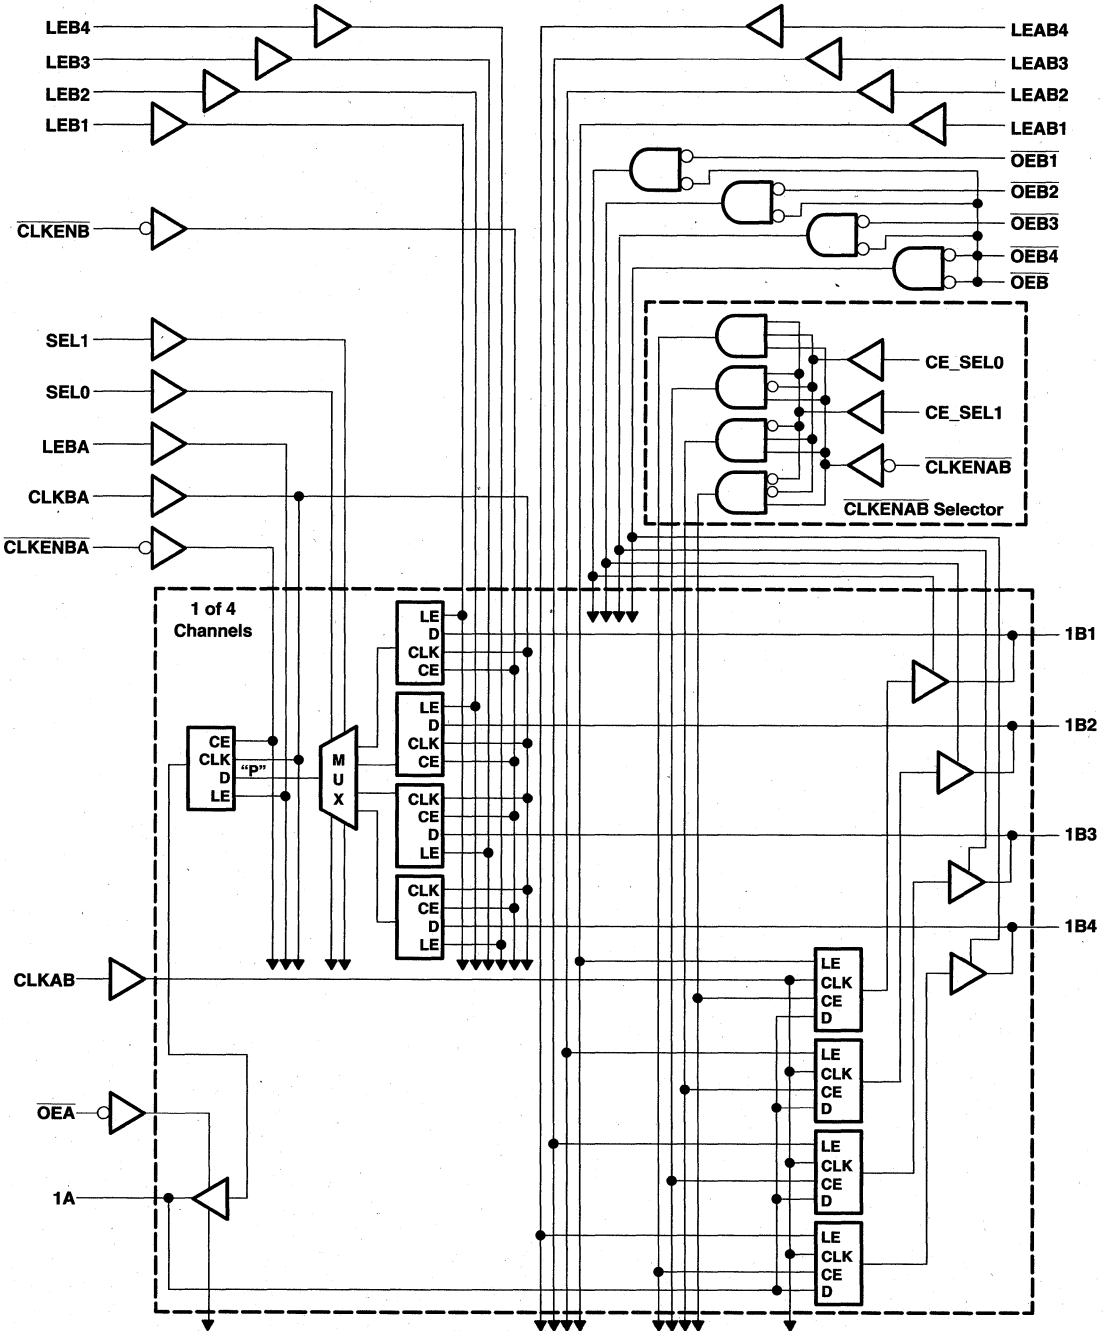 LEB4
LEB3
LEB2
LEB1
CLKENB
SEL1
SEL0
LEBA
CLKBA
CLKENBA
LEAB4
LEAB3
LEAB2
LEAB1
OEB1
OEB2
OEB3
OEB4
OEB
CE_SEL0
CE_SEL1
CLKENAB
CLKENAB Selector
1 of 4
Channels
LE
D
CLK
CE
LE
D
CLK
CE
CLK
CE
D
LE
CLK
CE
D
LE
CE
CLK
D
LE
“P”
M
U
X
1B1
1B2
1B3
1B4
CLKAB
OEA
1A
LE
CLK
CE
D
LE
CLK
CE
D
LE
CLK
CE
D
LE
CLK
CE
D